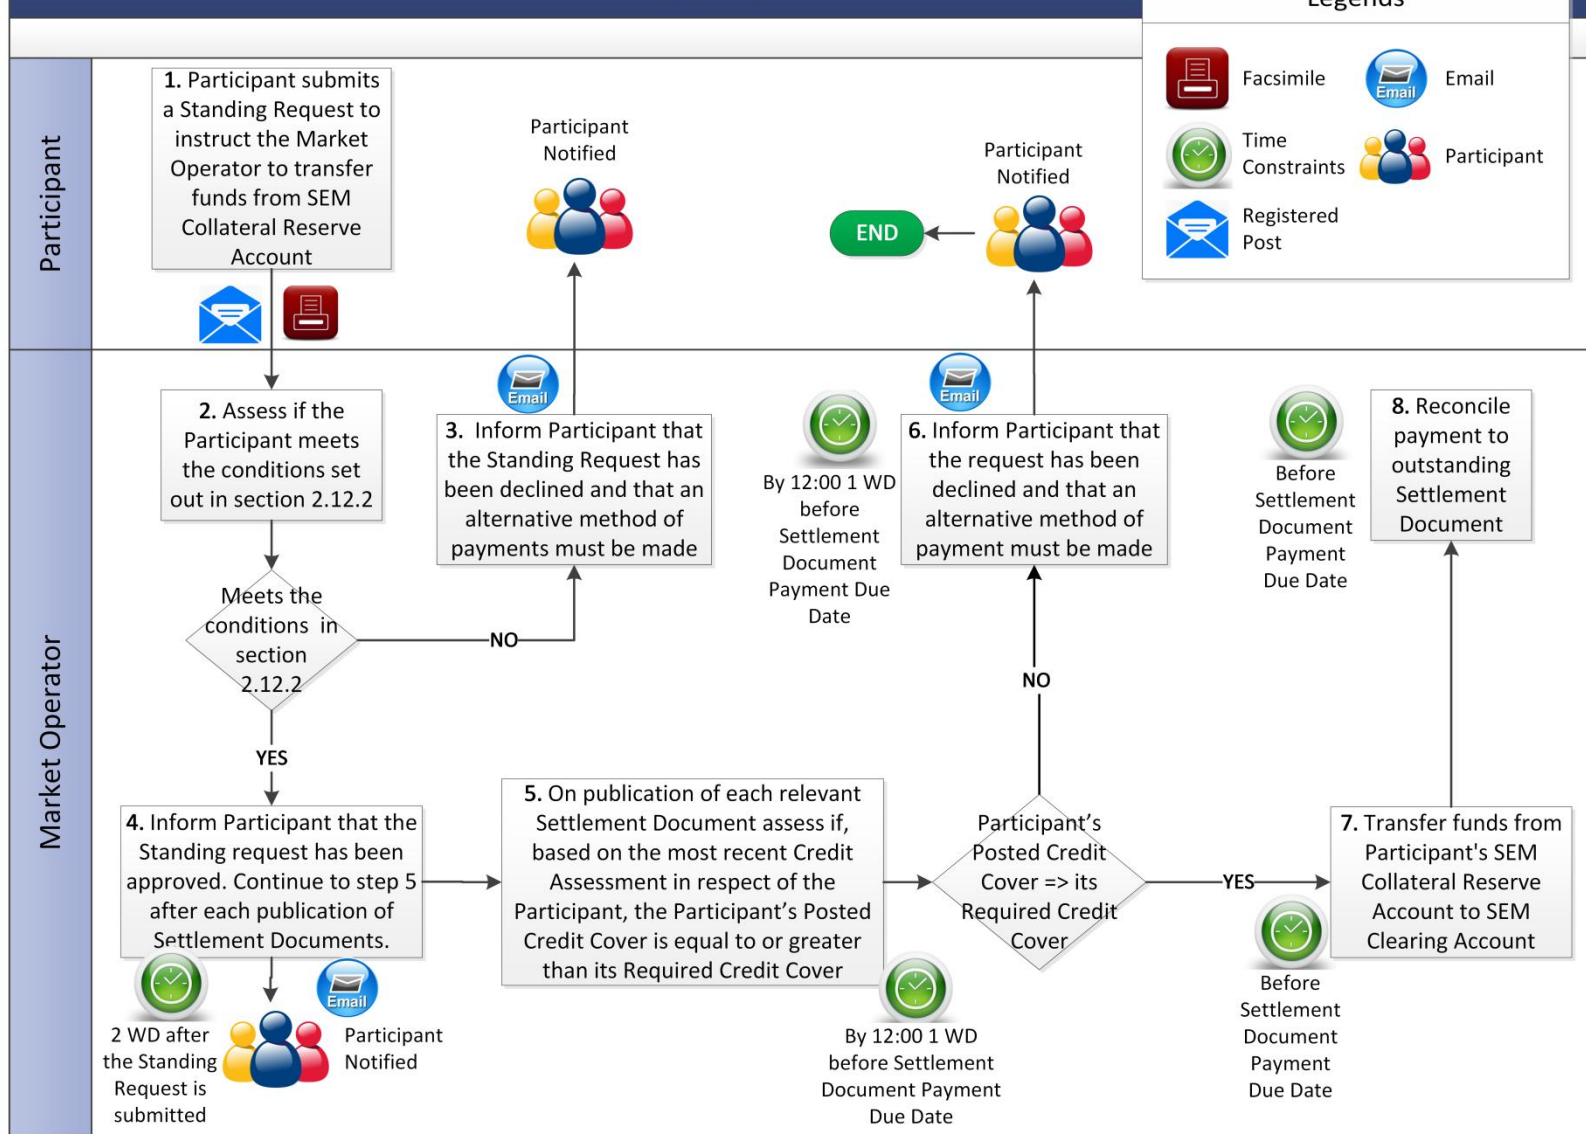 Legends
Facsimile
Email
Email
Time
Constraints
Participant
Registered
Post
Participant
1. Participant submits
a Standing Request to
instruct the Market
Operator to transfer
funds from SEM
Collateral Reserve
Account
Participant
Notified
Participant
Notified
END
Market Operator
2. Assess if the
Participant meets
the conditions set
out in section 2.12.2
Email
3. Inform Participant that
the Standing Request has
been declined and that an
alternative method of
payments must be made
By 12:00 1 WD
before
Settlement
Document
Payment Due
Date
Email
6. Inform Participant that
the request has been
declined and that an
alternative method of
payment must be made
Before
Settlement
Document
Payment
Due Date
8. Reconcile
payment to
outstanding
Settlement
Document
Meets the
conditions in
section
2.12.2
NO
YES
NO
4. Inform Participant that the
Standing request has been
approved. Continue to step 5
after each publication of
Settlement Documents.
2 WD after
the Standing
Request is
submitted
Email
Participant
Notified
5. On publication of each relevant
Settlement Document assess if,
based on the most recent Credit
Assessment in respect of the
Participant, the Participant’s Posted
Credit Cover is equal to or greater
than its Required Credit Cover
By 12:00 1 WD
before Settlement
Document Payment
Due Date
Participant’s
Posted Credit
Cover => its
Required Credit
Cover
YES
7. Transfer funds from
Participant's SEM
Collateral Reserve
Account to SEM
Clearing Account
Before
Settlement
Document
Payment
Due Date